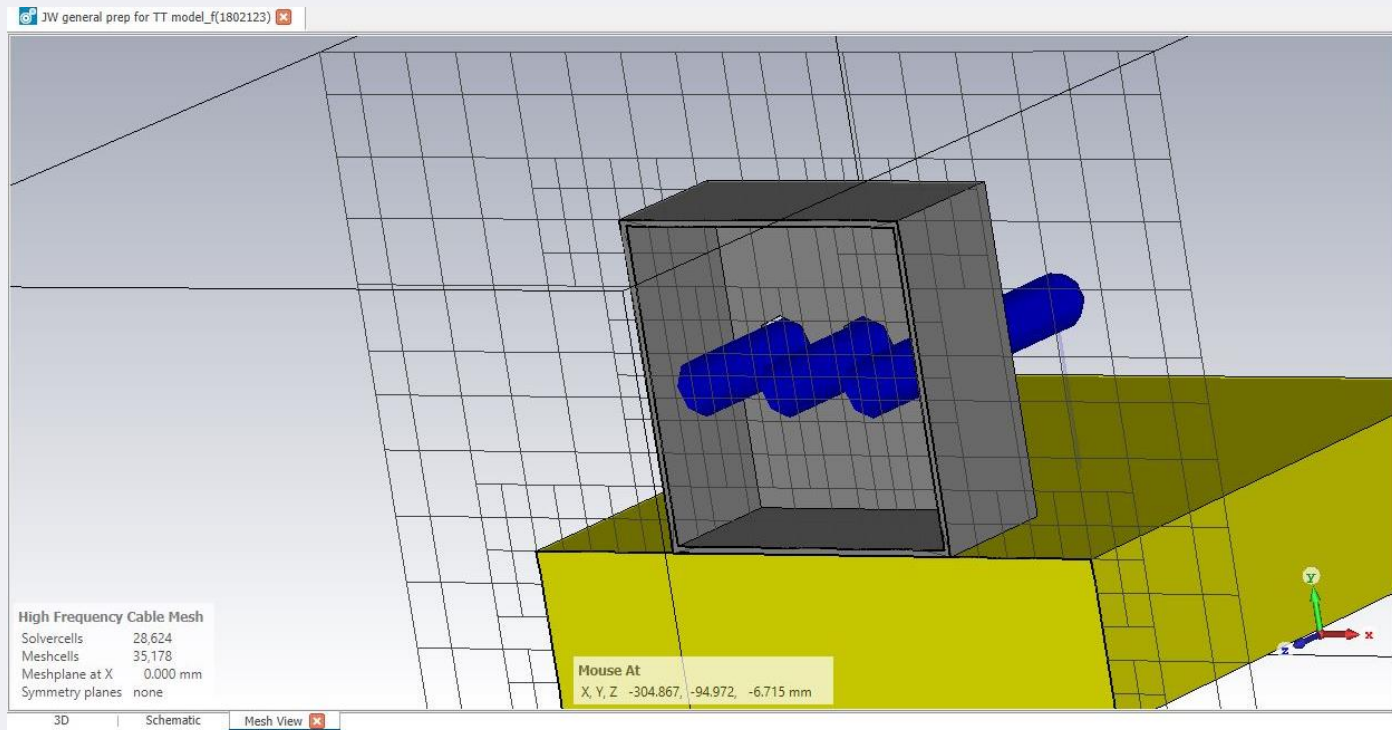 JW general prep for TT model_f(1802123)
High Frequency Cable Mesh
Solvercells 28,624
Meshcells 35,178
Meshplane at X 0.000 mm
Symmetry planes none
Mouse At
X, Y, Z -304.867, -94.972, -6.715 mm
y
x
z
3D Schematic Mesh View